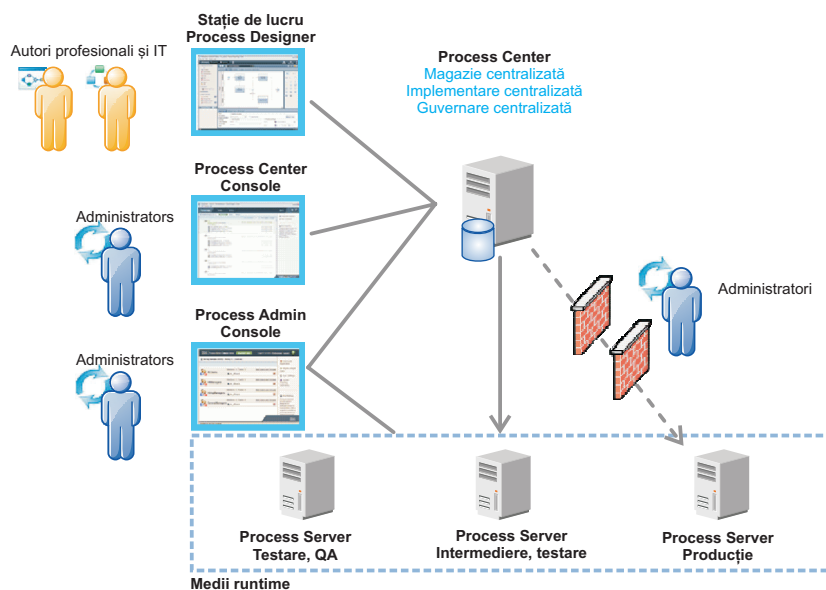 Stație de lucru
Process Designer
Autori profesionali și IT
Process Center
Magazie centralizată
Implementare centralizată
Guvernare centralizată
Process Center
Console
Administrators
Administratori
Process Admin
Console
Administrators
Process Server
Testare, QA
Process Server
Intermediere, testare
Process Server
Producție
Medii runtime